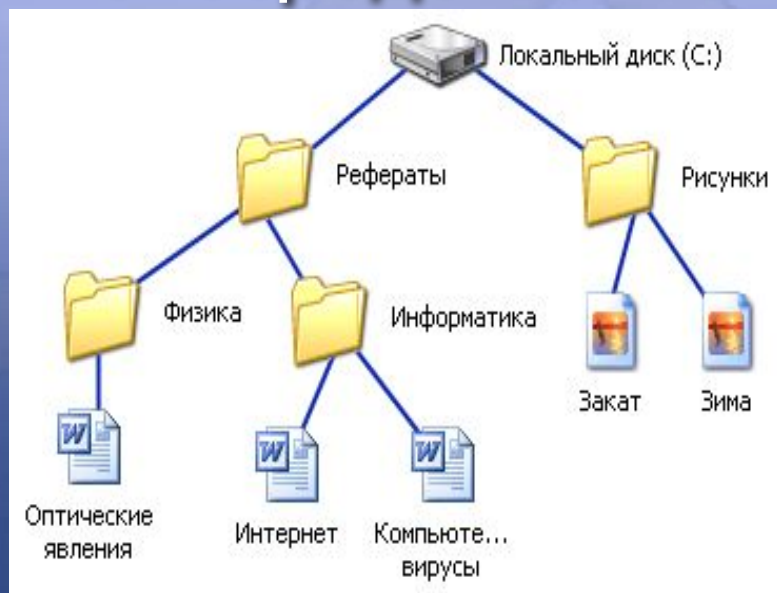 Локальный диск (C:)
Рефераты
Рисунки
Физика
Информатика
Закат
Зима
Оптические
явления
Интернет
Компьюте...
вирусы